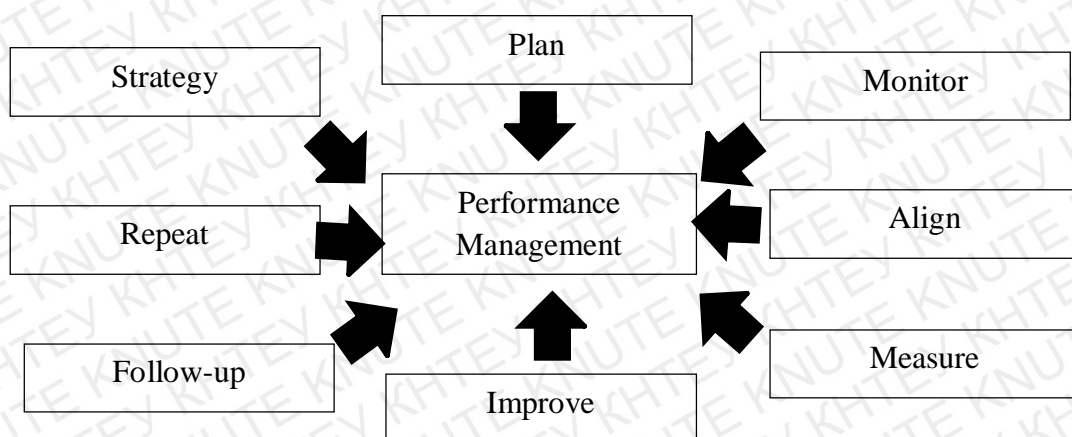 Plan
Strategy
Monitor
Performance
Management
Repeat
Align
Follow-up
Measure
Improve